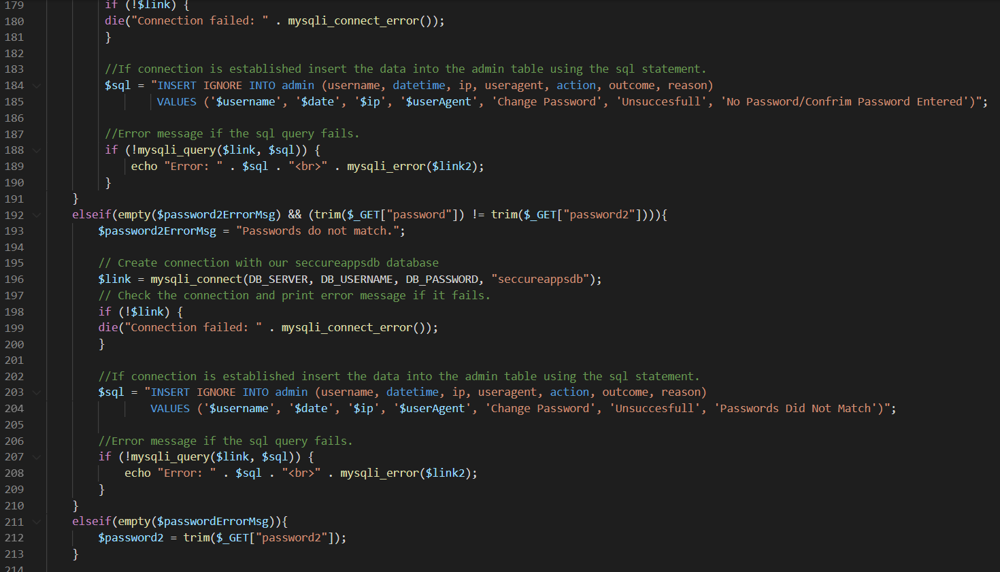 179 if (!$link) {
180 die("Connection failed: " . mysqli_connect_error());
181 }
182
183 //If connection is established insert the data into the admin table using the sql statement.
184 $sql = "INSERT IGNORE INTO admin (username, datetime, ip, useragent, action, outcome, reason)
185 VALUES ('$username', '$date', '$ip', '$userAgent', 'Change Password', 'Unsuccesfull', 'No Password/Confrim Password Entered')";
186
187 //Error message if the sql query fails.
188 if (!mysqli_query($link, $sql)) {
189 echo "Error: " . $sql . "<br>" . mysqli_error($link2);
190 }
191 }
192 elseif(empty($password2ErrorMsg) && (trim($_GET["password"]) != trim($_GET["password2"]))){
193 $password2ErrorMsg = "Passwords do not match.";
194
195 // Create connection with our seccureappsdb database
196 $link = mysqli_connect(DB_SERVER, DB_USERNAME, DB_PASSWORD, "seccureappsdb");
197 // Check the connection and print error message if it fails.
198 if (!$link) {
199 die("Connection failed: " . mysqli_connect_error());
200 }
201
202 //If connection is established insert the data into the admin table using the sql statement.
203 $sql = "INSERT IGNORE INTO admin (username, datetime, ip, useragent, action, outcome, reason)
204 VALUES ('$username', '$date', '$ip', '$userAgent', 'Change Password', 'Unsuccesfull', 'Passwords Did Not Match')";
205
206 //Error message if the sql query fails.
207 if (!mysqli_query($link, $sql)) {
208 echo "Error: " . $sql . "<br>" . mysqli_error($link2);
209 }
210 }
211 elseif(empty($passwordErrorMsg)){
212 $password2 = trim($_GET["password2"]);
213 }
214